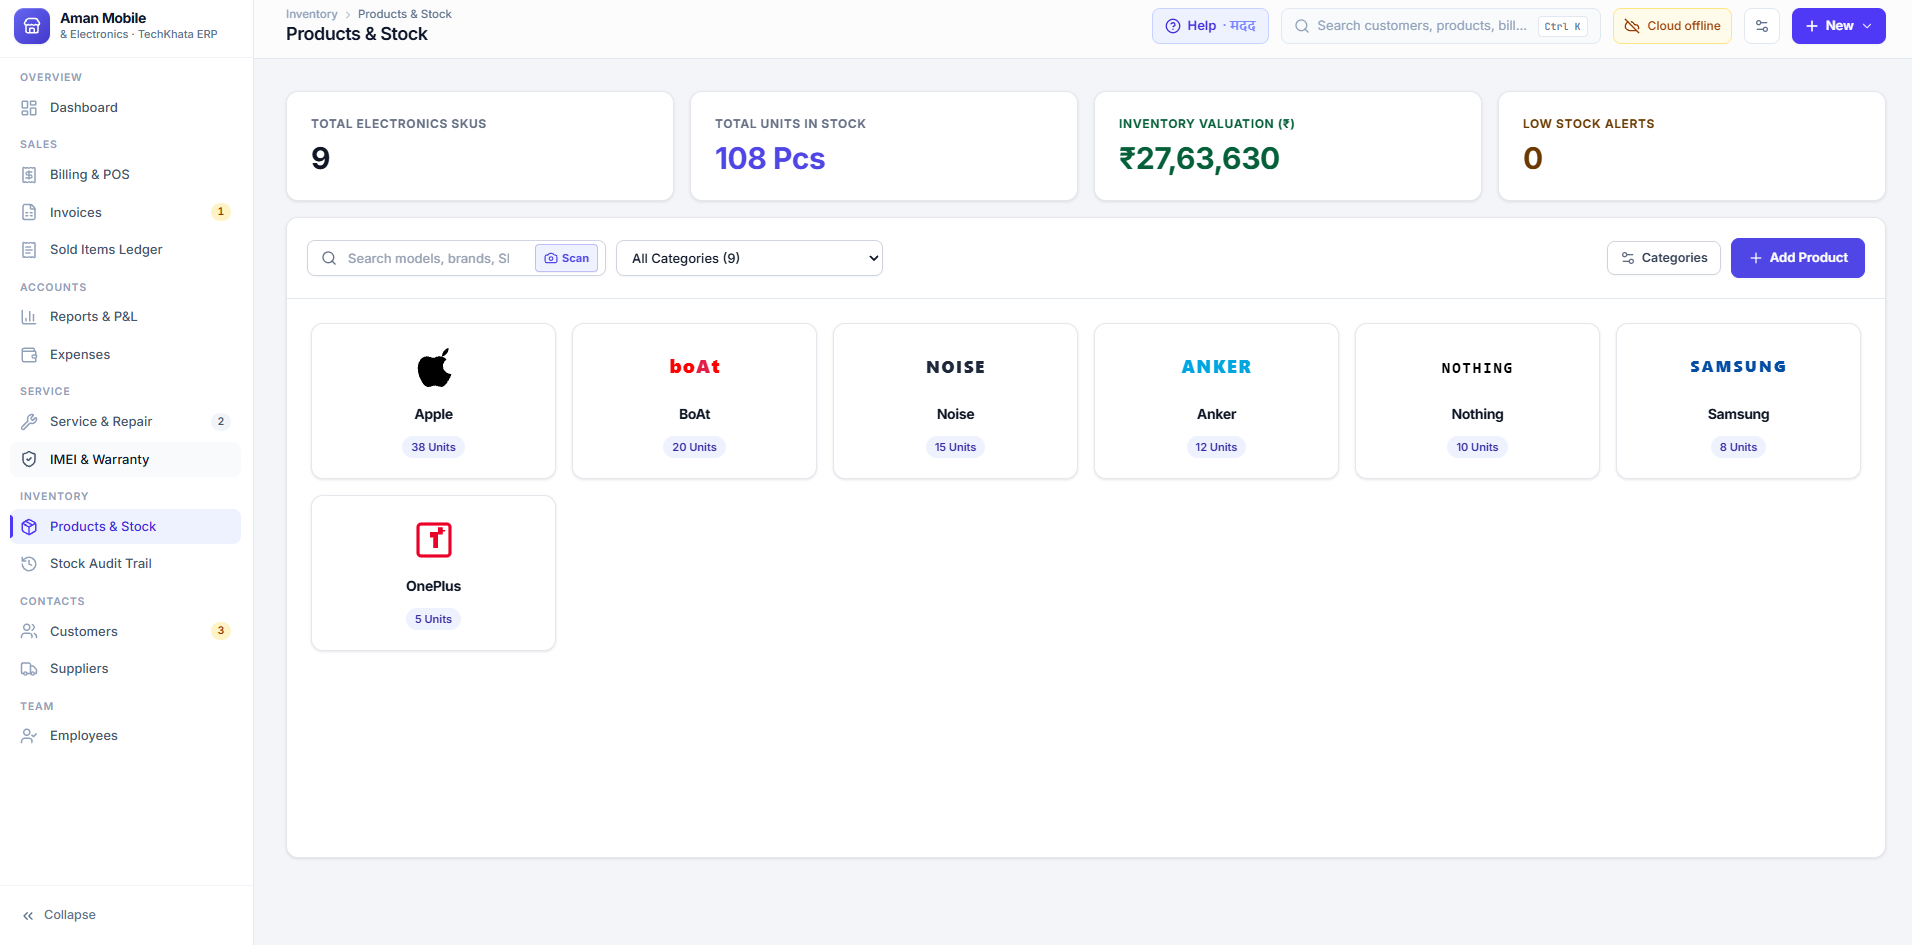 Aman Mobile
& Electronics · TechKhata ERP
OVERVIEW
Dashboard
SALES
Billing & POS
Invoices 1
Sold Items Ledger
ACCOUNTS
Reports & P&L
Expenses
SERVICE
Service & Repair 2
IMEI & Warranty
INVENTORY
Products & Stock
Stock Audit Trail
CONTACTS
Customers 3
Suppliers
TEAM
Employees
Collapse
Inventory > Products & Stock
Products & Stock
Help · मदद
Search customers, products, bill... Ctrl K
Cloud offline
New
TOTAL ELECTRONICS SKUS
9
TOTAL UNITS IN STOCK
108 Pcs
INVENTORY VALUATION (₹)
₹27,63,630
LOW STOCK ALERTS
0
Search models, brands, SI
Scan
All Categories (9)
Categories
Add Product
Apple
38 Units
boAt
BoAt
20 Units
NOISE
Noise
15 Units
ANKER
Anker
12 Units
NOTHING
Nothing
10 Units
SAMSUNG
Samsung
8 Units
OnePlus
5 Units